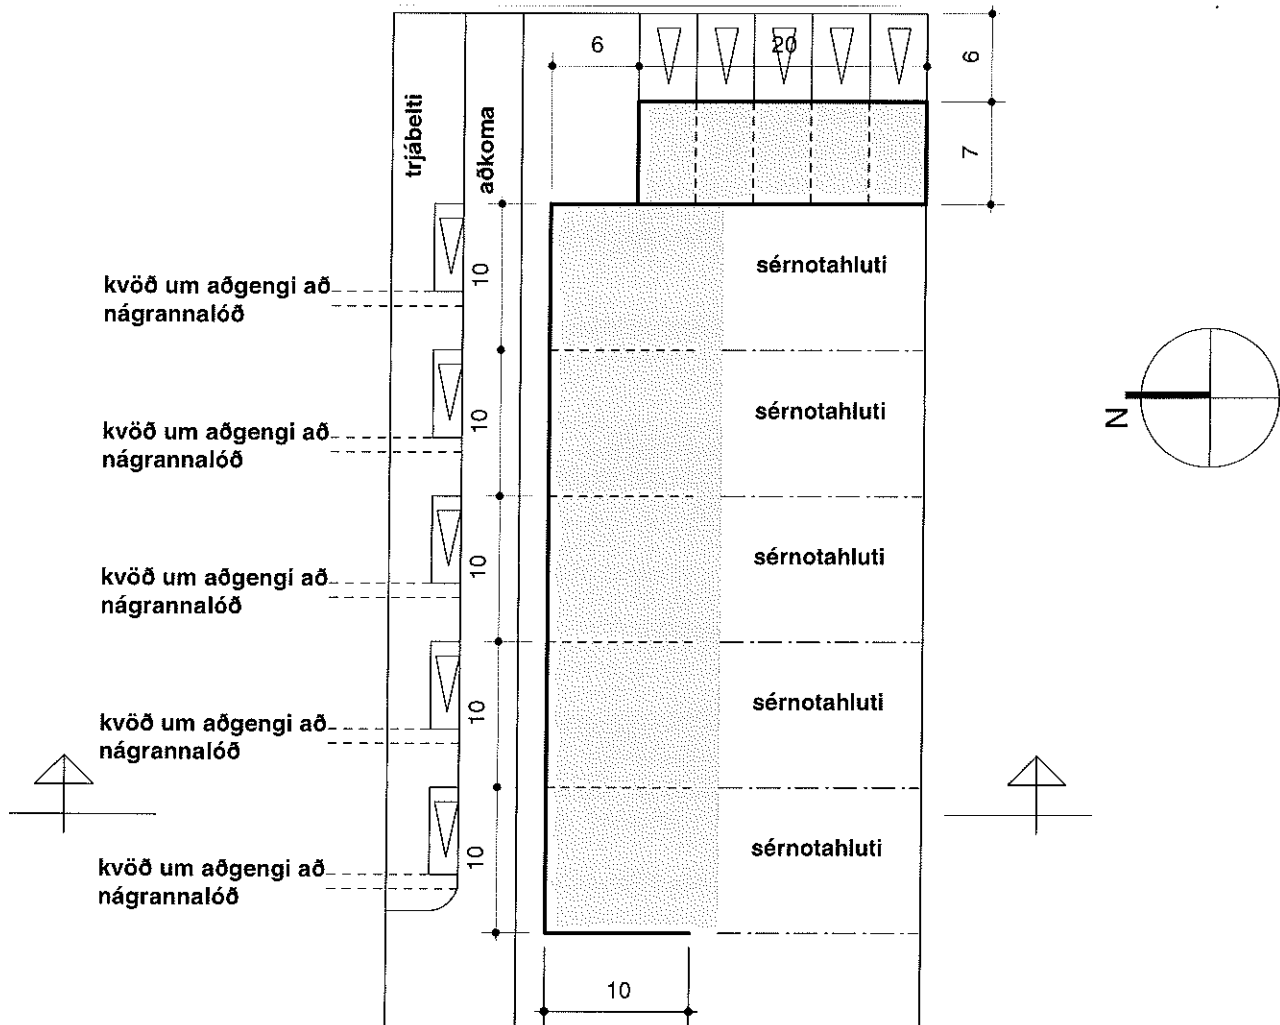 6
20
6
7
trjábelti
aðkoma
10
sérnotahluti
kvöð um aðgengi að
nágrannalóð
10
sérnotahluti
kvöð um aðgengi að
nágrannalóð
N
10
sérnotahluti
kvöð um aðgengi að
nágrannalóð
10
sérnotahluti
kvöð um aðgengi að
nágrannalóð
10
sérnotahluti
kvöð um aðgengi að
nágrannalóð
10